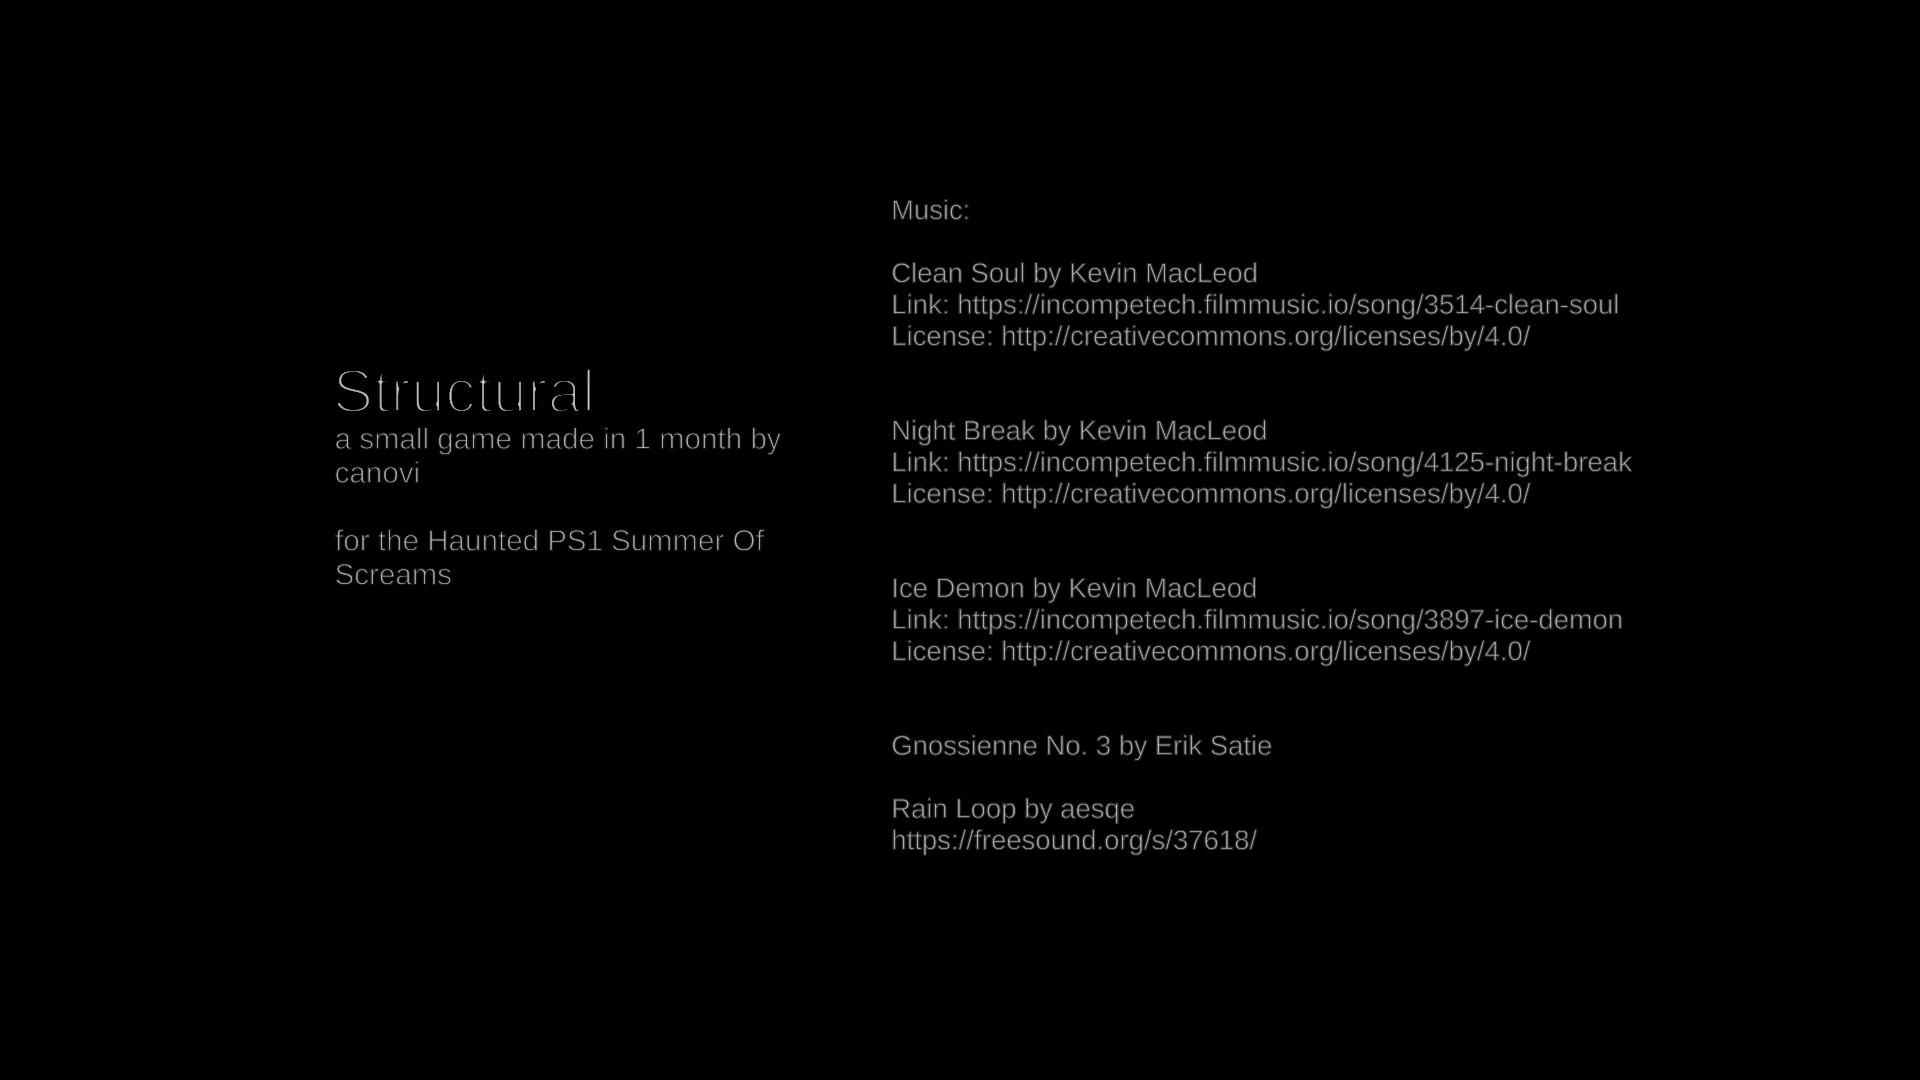 Structural
a small game made in 1 month by
canovi
for the Haunted PS1 Summer Of
Screams
Music:
Clean Soul by Kevin MacLeod
Link: https://incompetech.filmmusic.io/song/3514-clean-soul
License: http://creativecommons.org/licenses/by/4.0/
Night Break by Kevin MacLeod
Link: https://incompetech.filmmusic.io/song/4125-night-break
License: http://creativecommons.org/licenses/by/4.0/
Ice Demon by Kevin MacLeod
Link: https://incompetech.filmmusic.io/song/3897-ice-demon
License: http://creativecommons.org/licenses/by/4.0/
Gnossienne No. 3 by Erik Satie
Rain Loop by aesqe
https://freesound.org/s/37618/